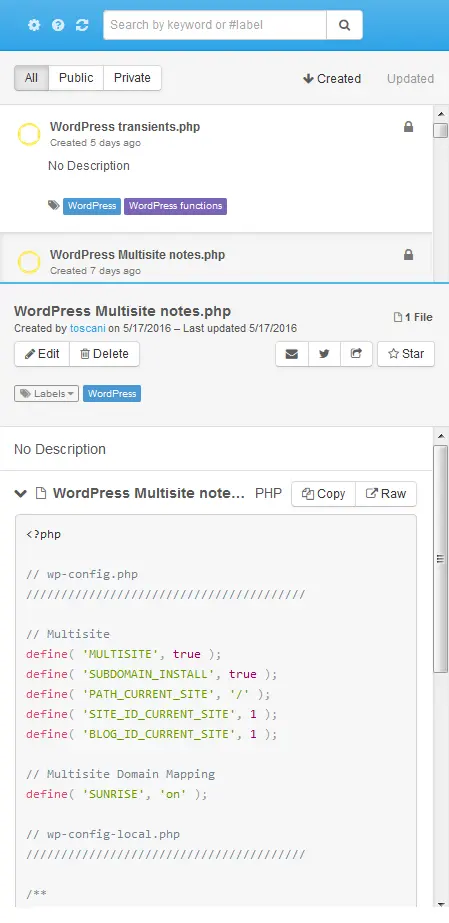 Search by keyword or #label
All Public Private Created Updated
WordPress transients.php
Created 5 days ago
No Description
WordPress WordPress functions
WordPress Multisite notes.php
Created 7 days ago
WordPress Multisite notes.php
1 File
Created by toscani on 5/17/2016 – Last updated 5/17/2016
Edit Delete Star
Labels WordPress
No Description
WordPress Multisite note... PHP Copy Raw
<?php
// wp-config.php
////////////////////////////////////////
// Multisite
define( 'MULTISITE', true );
define( 'SUBDOMAIN_INSTALL', true );
define( 'PATH_CURRENT_SITE', '/' );
define( 'SITE_ID_CURRENT_SITE', 1 );
define( 'BLOG_ID_CURRENT_SITE', 1 );
// Multisite Domain Mapping
define( 'SUNRISE', 'on' );
// wp-config-local.php
////////////////////////////////////////
/**